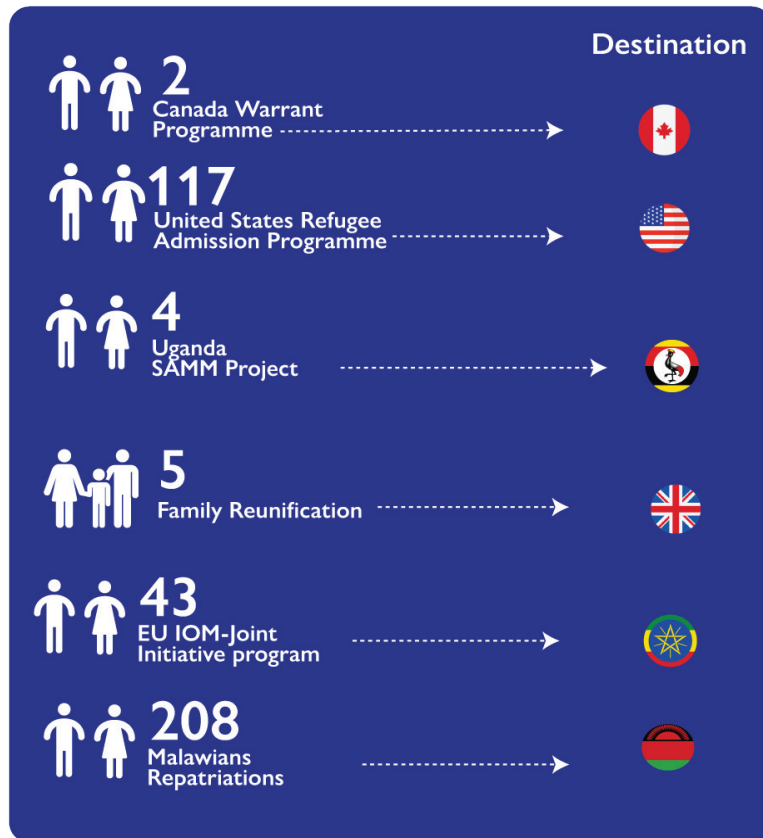 Destination
2
Canada Warrant
Programme
117
United States Refugee
Admission Programme
4
Uganda
SAMM Project
5
Family Reunification
43
EU IOM-Joint
Initiative program
208
Malawians
Repatriations